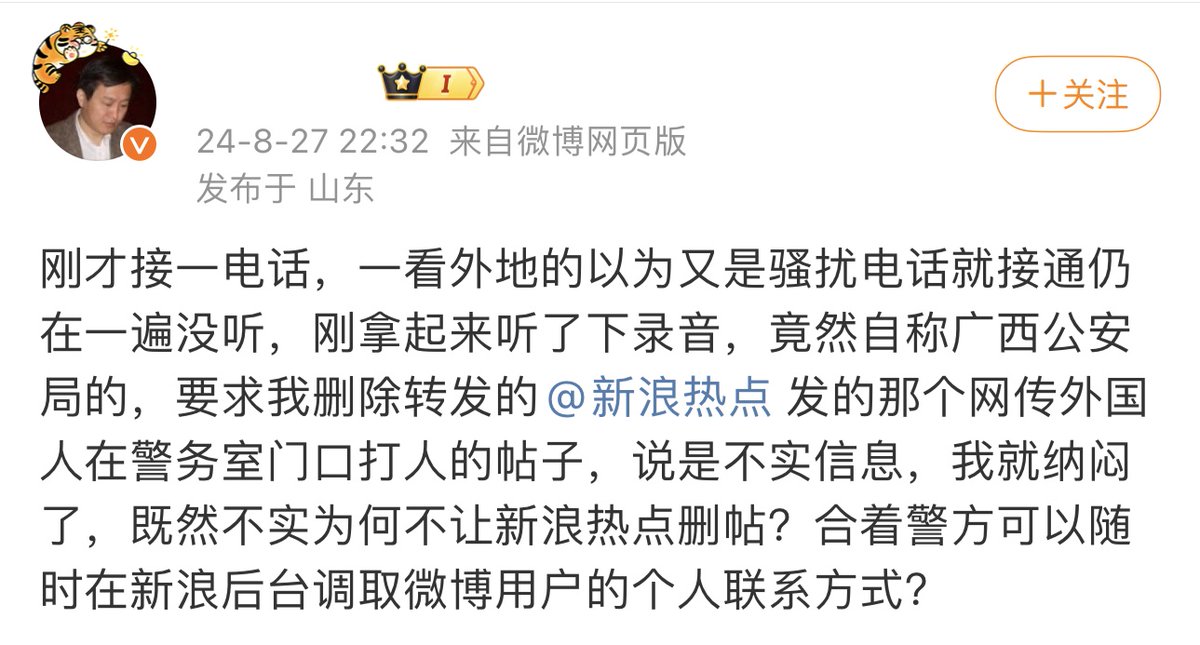 I
+关注
24-8-27 22:32 来自微博网页版
发布于 山东
刚才接一电话，一看外地的以为又是骚扰电话就接通仍
在一遍没听，刚拿起来听了下录音，竟然自称广西公安
局的，要求我删除转发的@新浪热点 发的那个网传外国
人在警务室门口打人的帖子，说是不实信息，我就纳闷
了，既然不实为何不让新浪热点删帖？合着警方可以随
时在新浪后台调取微博用户的个人联系方式？